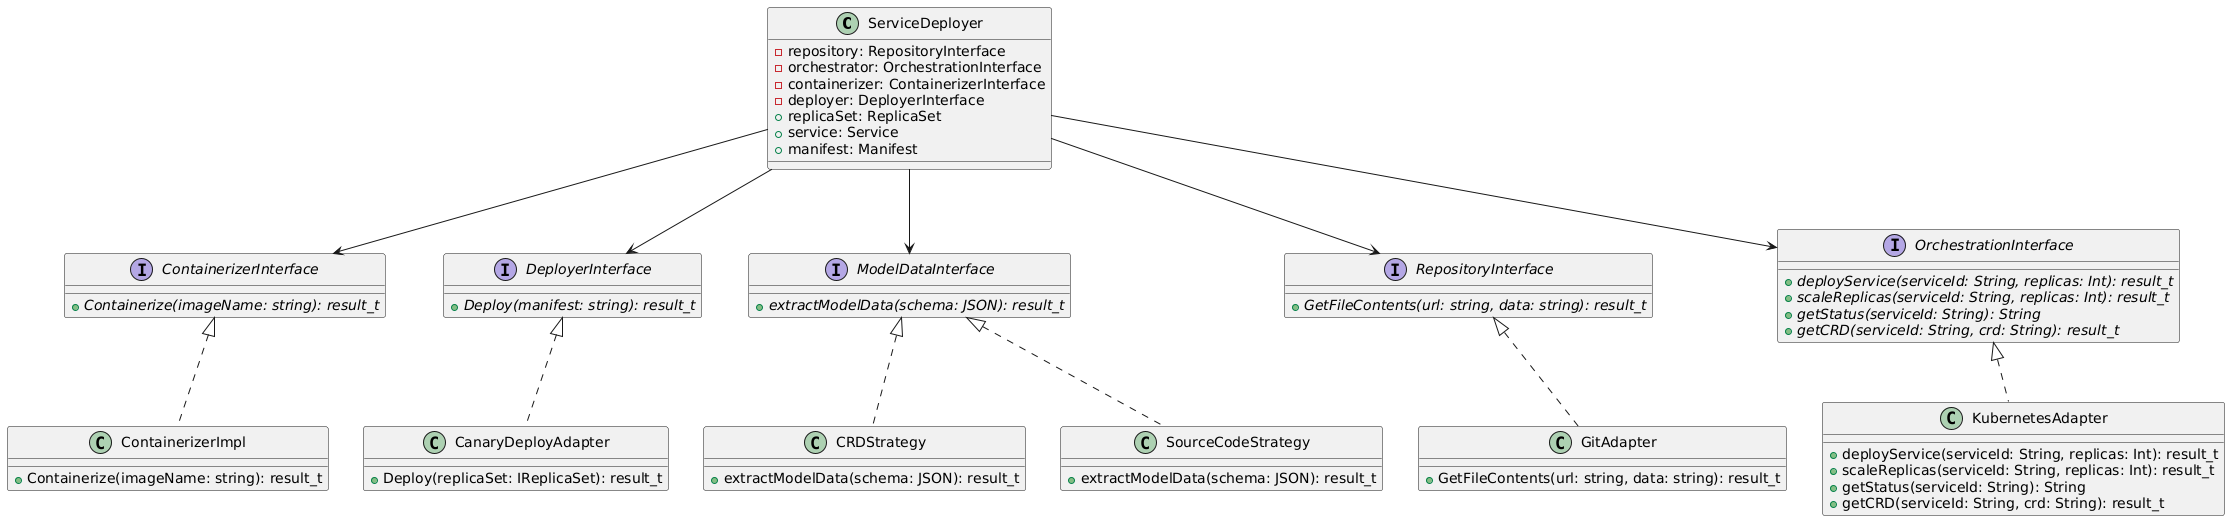 C ServiceDeployer
repository: RepositoryInterface
orchestrator: OrchestrationInterface
containerizer: ContainerizerInterface
deployer: DeployerInterface
replicaSet: ReplicaSet
service: Service
manifest: Manifest
I ContainerizerInterface
Containerize(imageName: string): result_t
I DeployerInterface
Deploy(manifest: string): result_t
I ModelDataInterface
extractModelData(schema: JSON): result_t
I RepositoryInterface
GetFileContents(url: string, data: string): result_t
I OrchestrationInterface
deployService(serviceId: String, replicas: Int): result_t
scaleReplicas(serviceId: String, replicas: Int): result_t
getStatus(serviceId: String): String
getCRD(serviceId: String, crd: String): result_t
C ContainerizerImpl
Containerize(imageName: string): result_t
C CanaryDeployAdapter
Deploy(replicaSet: IReplicaSet): result_t
C CRDStrategy
extractModelData(schema: JSON): result_t
C SourceCodeStrategy
extractModelData(schema: JSON): result_t
C GitAdapter
GetFileContents(url: string, data: string): result_t
C KubernetesAdapter
deployService(serviceId: String, replicas: Int): result_t
scaleReplicas(serviceId: String, replicas: Int): result_t
getStatus(serviceId: String): String
getCRD(serviceId: String, crd: String): result_t